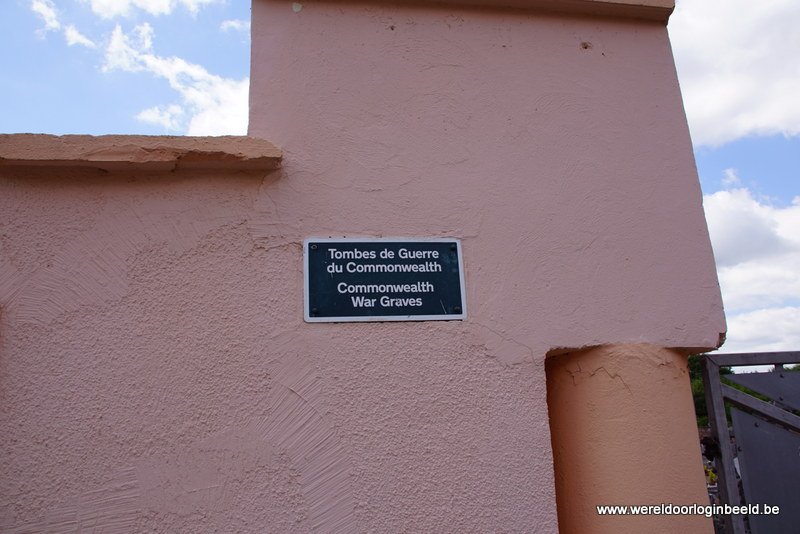 Tombes de Guerre
du Commonwealth
Commonwealth
War Graves
www.wereldoorloginbeeld.be